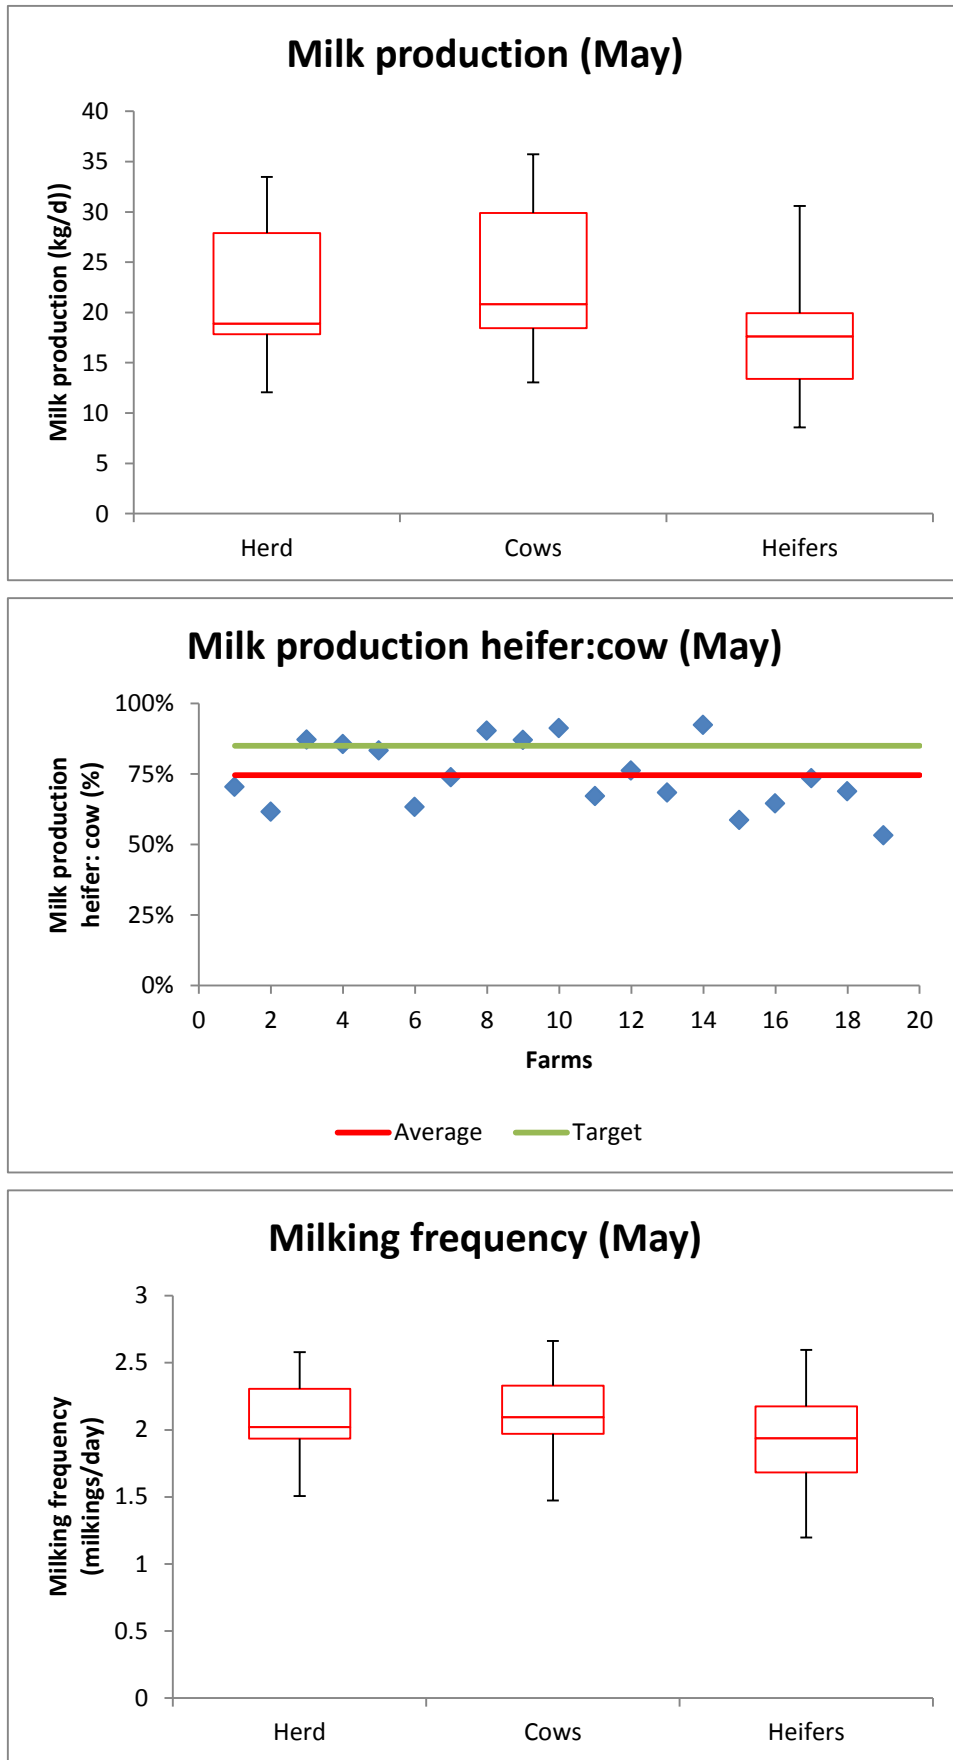 Milk production (May)
Milk production (kg/d))
40
35
30
25
20
15
10
5
0
Herd Cows Heifers
Milk production heifer:cow (May)
Milk production
heifer: cow (%)
100%
75%
50%
25%
0%
0 2 4 6 8 10 12 14 16 18 20
Farms
Average Target
Milking frequency (May)
Milking frequency
(milkings/day)
3
2.5
2
1.5
1
0.5
0
Herd Cows Heifers